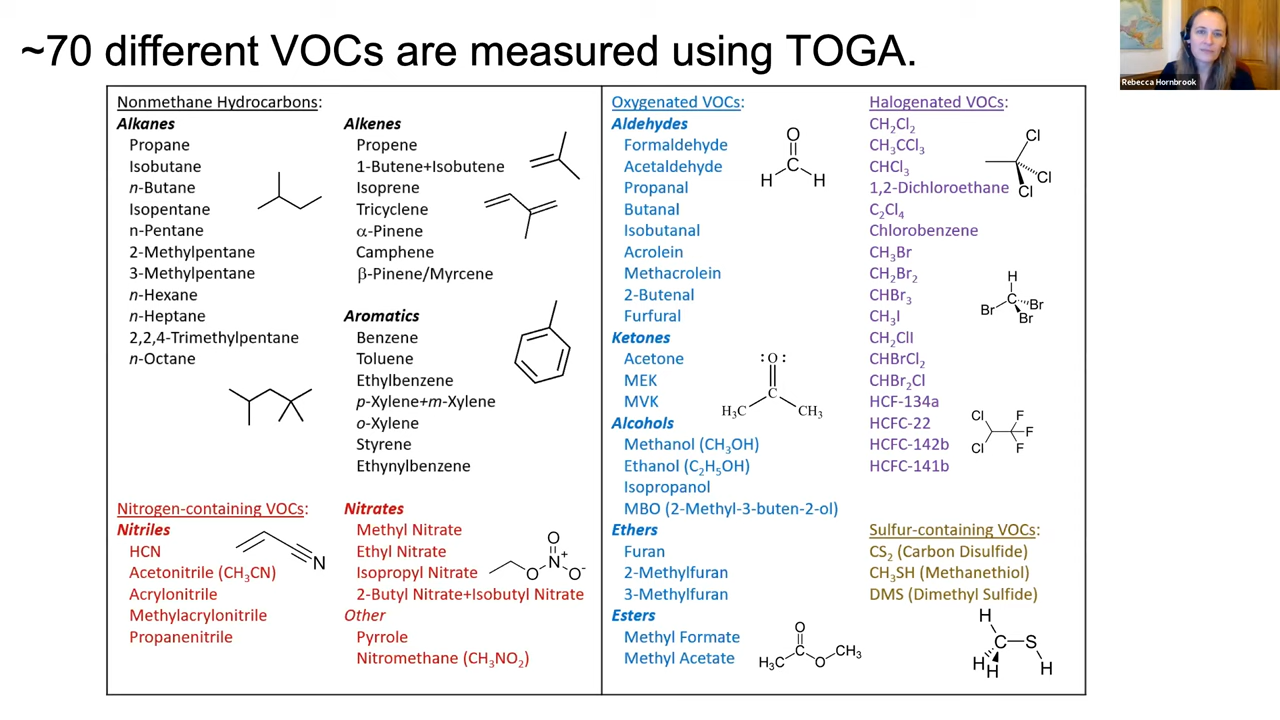 ~70 different VOCs are measured using TOGA.
Rebecca Hornbrook
Nonmethane Hydrocarbons:
Alkanes
Propane
Isobutane
n-Butane
Isopentane
n-Pentane
2-Methylpentane
3-Methylpentane
n-Hexane
n-Heptane
2,2,4-Trimethylpentane
n-Octane
Alkenes
Propene
1-Butene+Isobutene
Isoprene
Tricyclene
α-Pinene
Camphene
β-Pinene/Myrcene
Aromatics
Benzene
Toluene
Ethylbenzene
p-Xylene+m-Xylene
o-Xylene
Styrene
Ethynylbenzene
Nitrogen-containing VOCs:
Nitriles
HCN
Acetonitrile (CH₃CN)
Acrylonitrile
Methylacrylonitrile
Propanenitrile
N
Nitrates
Methyl Nitrate
Ethyl Nitrate
Isopropyl Nitrate
2-Butyl Nitrate+Isobutyl Nitrate
Other
Pyrrole
Nitromethane (CH₃NO₂)
O
N+
O O-
Oxygenated VOCs:
Aldehydes
Formaldehyde
Acetaldehyde
Propanal
Butanal
Isobutanal
Acrolein
Methacrolein
2-Butenal
Furfural
O
C
H H
Ketones
Acetone
MEK
MVK
:O:
C
H₃C CH₃
Alcohols
Methanol (CH₃OH)
Ethanol (C₂H₅OH)
Isopropanol
MBO (2-Methyl-3-buten-2-ol)
Ethers
Furan
2-Methylfuran
3-Methylfuran
Esters
Methyl Formate
Methyl Acetate
O
H₃C C O CH₃
Halogenated VOCs:
CH₂Cl₂
CH₃CCl₃
CHCl₃
1,2-Dichloroethane
C₂Cl₄
Chlorobenzene
CH₃Br
CH₂Br₂
CHBr₃
CH₃I
CH₂ClI
CHBrCl₂
CHBr₂Cl
HCF-134a
HCFC-22
HCFC-142b
HCFC-141b
Cl
Cl
Cl
H
Br C Br
Br
Cl F
F
Cl F
Sulfur-containing VOCs:
CS₂ (Carbon Disulfide)
CH₃SH (Methanethiol)
DMS (Dimethyl Sulfide)
H
C S
H H H